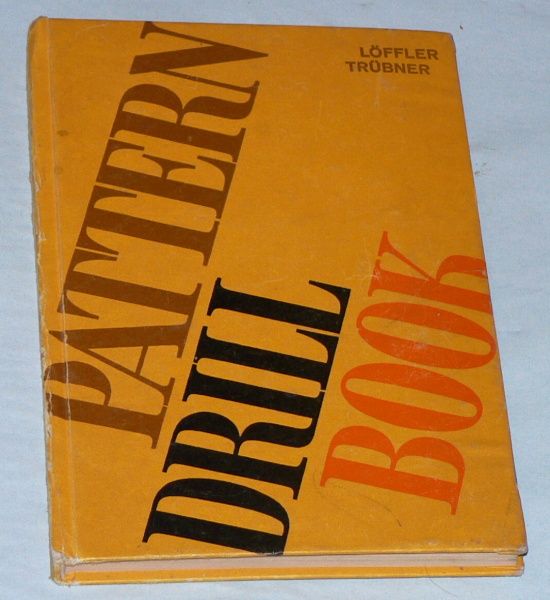 LÖFFLER
TRÜBNER
PATTERN
DRILL
BOOK